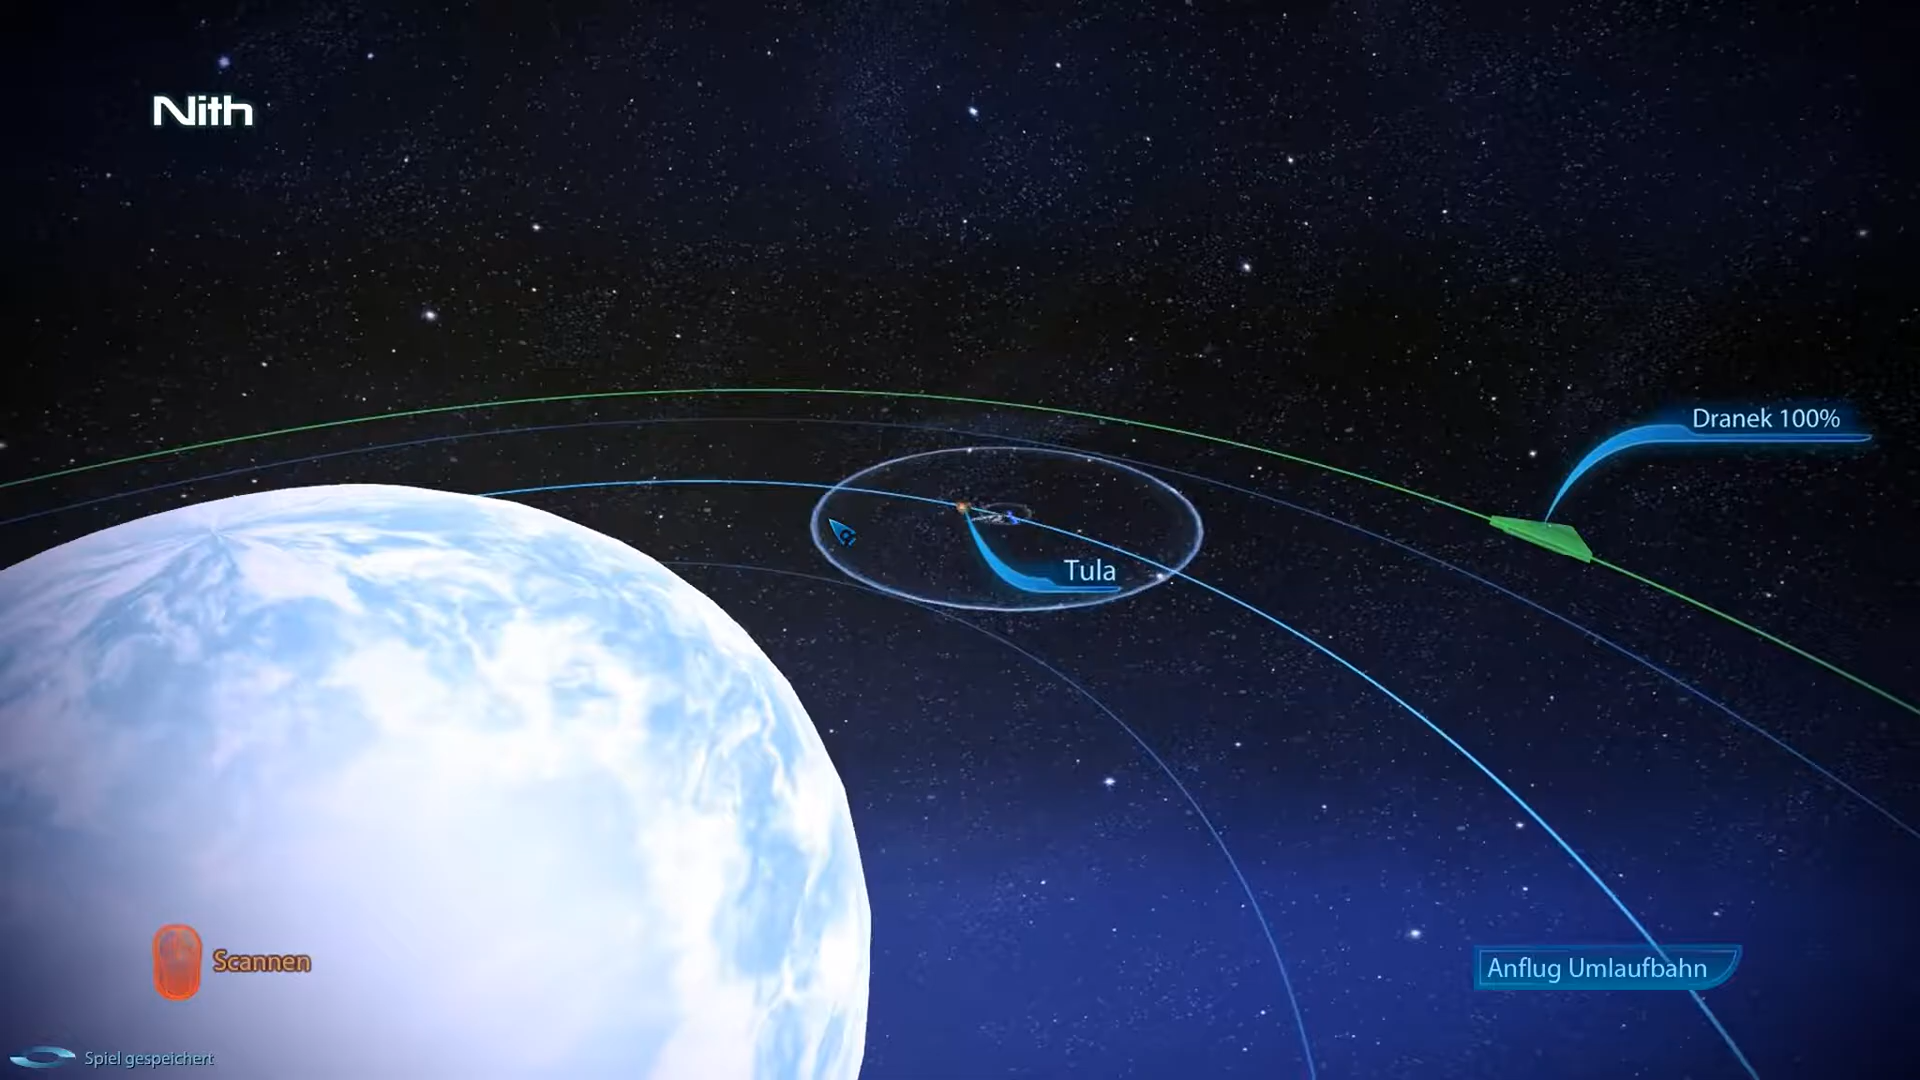 Nith
Dranek 100%
Tula
Scannen
Anflug Umlaufbahn
Spiel gespeichert